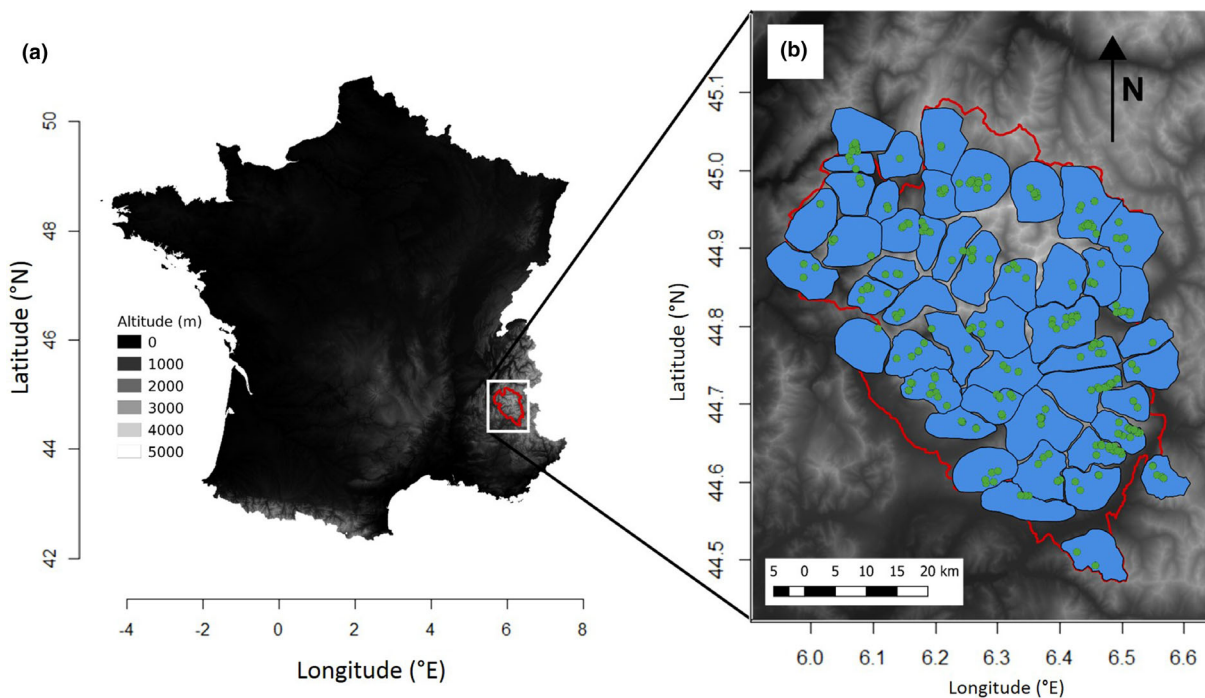 (a)
50
48
46
44
42
Latitude (°N)
Altitude (m)
0
1000
2000
3000
4000
5000
-4
-2
0
2
4
6
8
Longitude (°E)
(b)
N
45.1
45.0
44.9
44.8
44.7
44.6
44.5
Latitude (°N)
5 0 5 10 15 20 km
6.0 6.1 6.2 6.3 6.4 6.5 6.6
Longitude (°E)